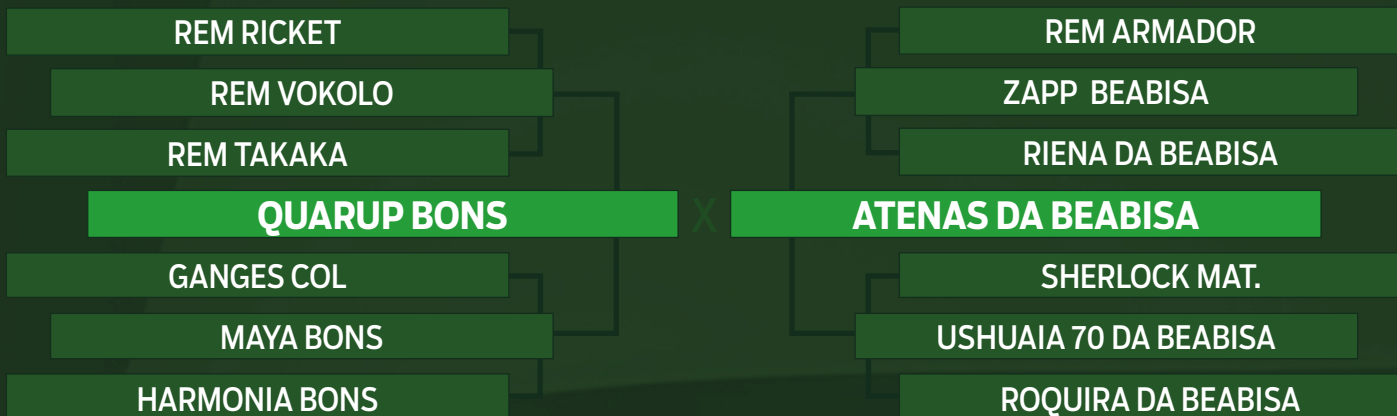 REM RICKET
REM VOKOLO
REM TAKAKA
QUARUP BONS
GANGES COL
MAYA BONS
HARMONIA BONS
X
REM ARMADOR
ZAPP BEABISA
RIENA DA BEABISA
ATENAS DA BEABISA
SHERLOCK MAT.
USHUAIA 70 DA BEABISA
ROQUIRA DA BEABISA